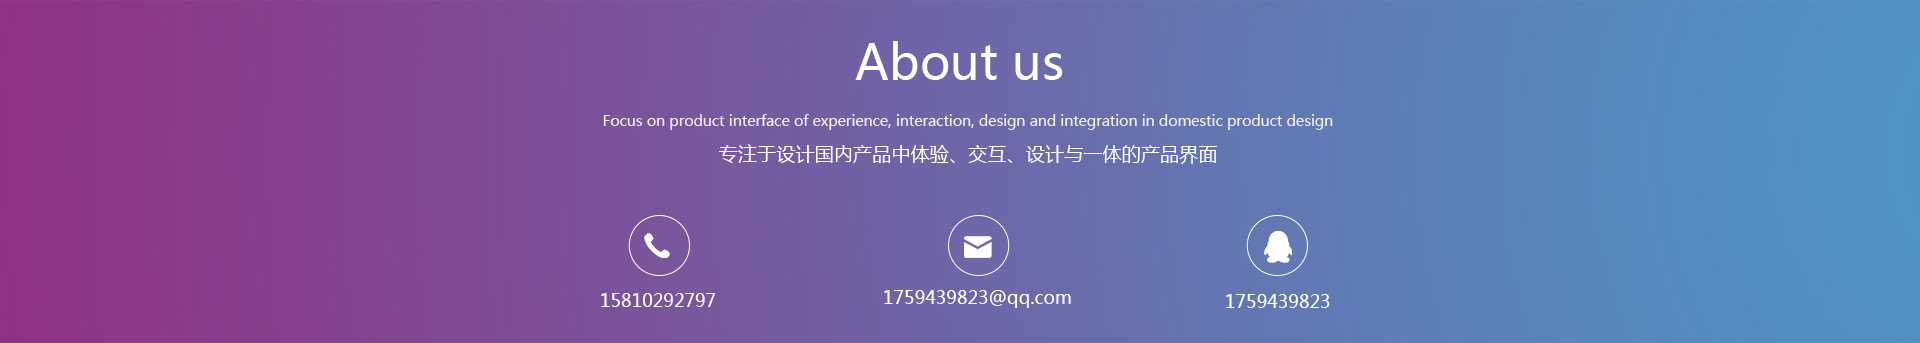 About us
Focus on product interface of experience, interaction, design and integration in domestic product design
专注于设计国内产品中体验、交互、设计与一体的产品界面
15810292797
1759439823@qq.com
1759439823